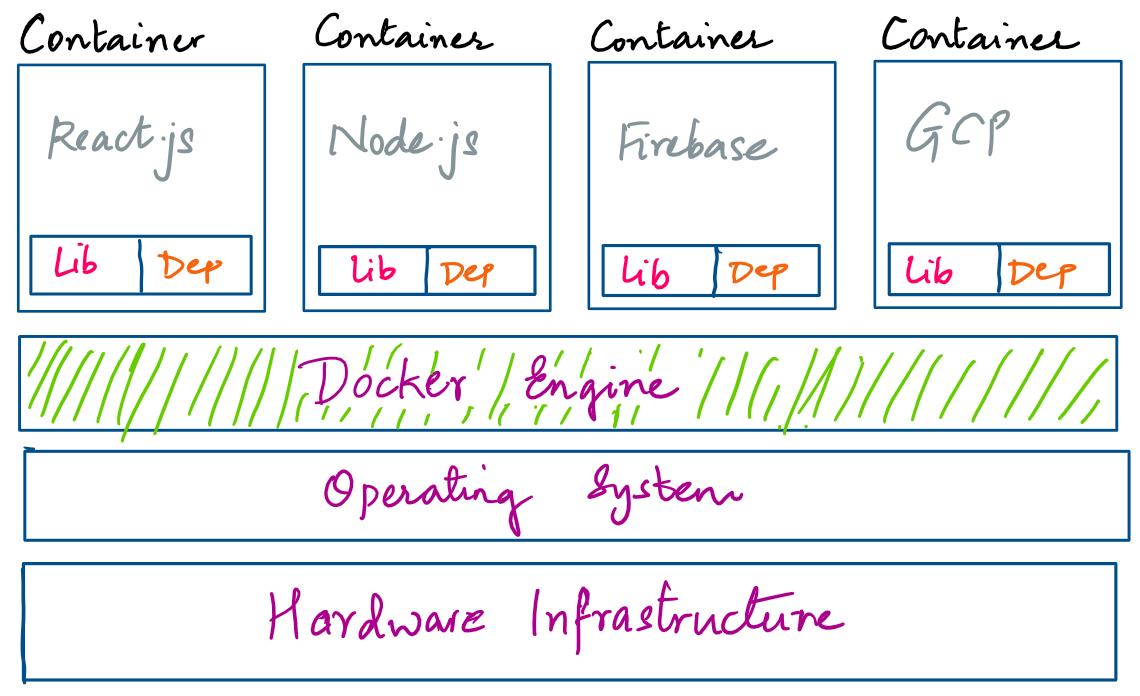 Container Container Container Container
React.js Node.js Firebase GCP
Lib Dep Lib Dep Lib Dep Lib Dep
Docker Engine
Operating System
Hardware Infrastructure